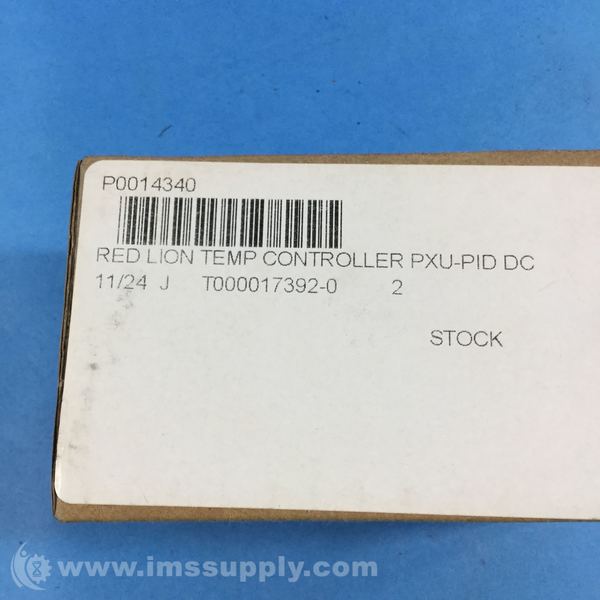 P0014340
RED LION TEMP CONTROLLER PXU-PID DC
11/24 J T000017392-0 2
STOCK
www.imssupply.com